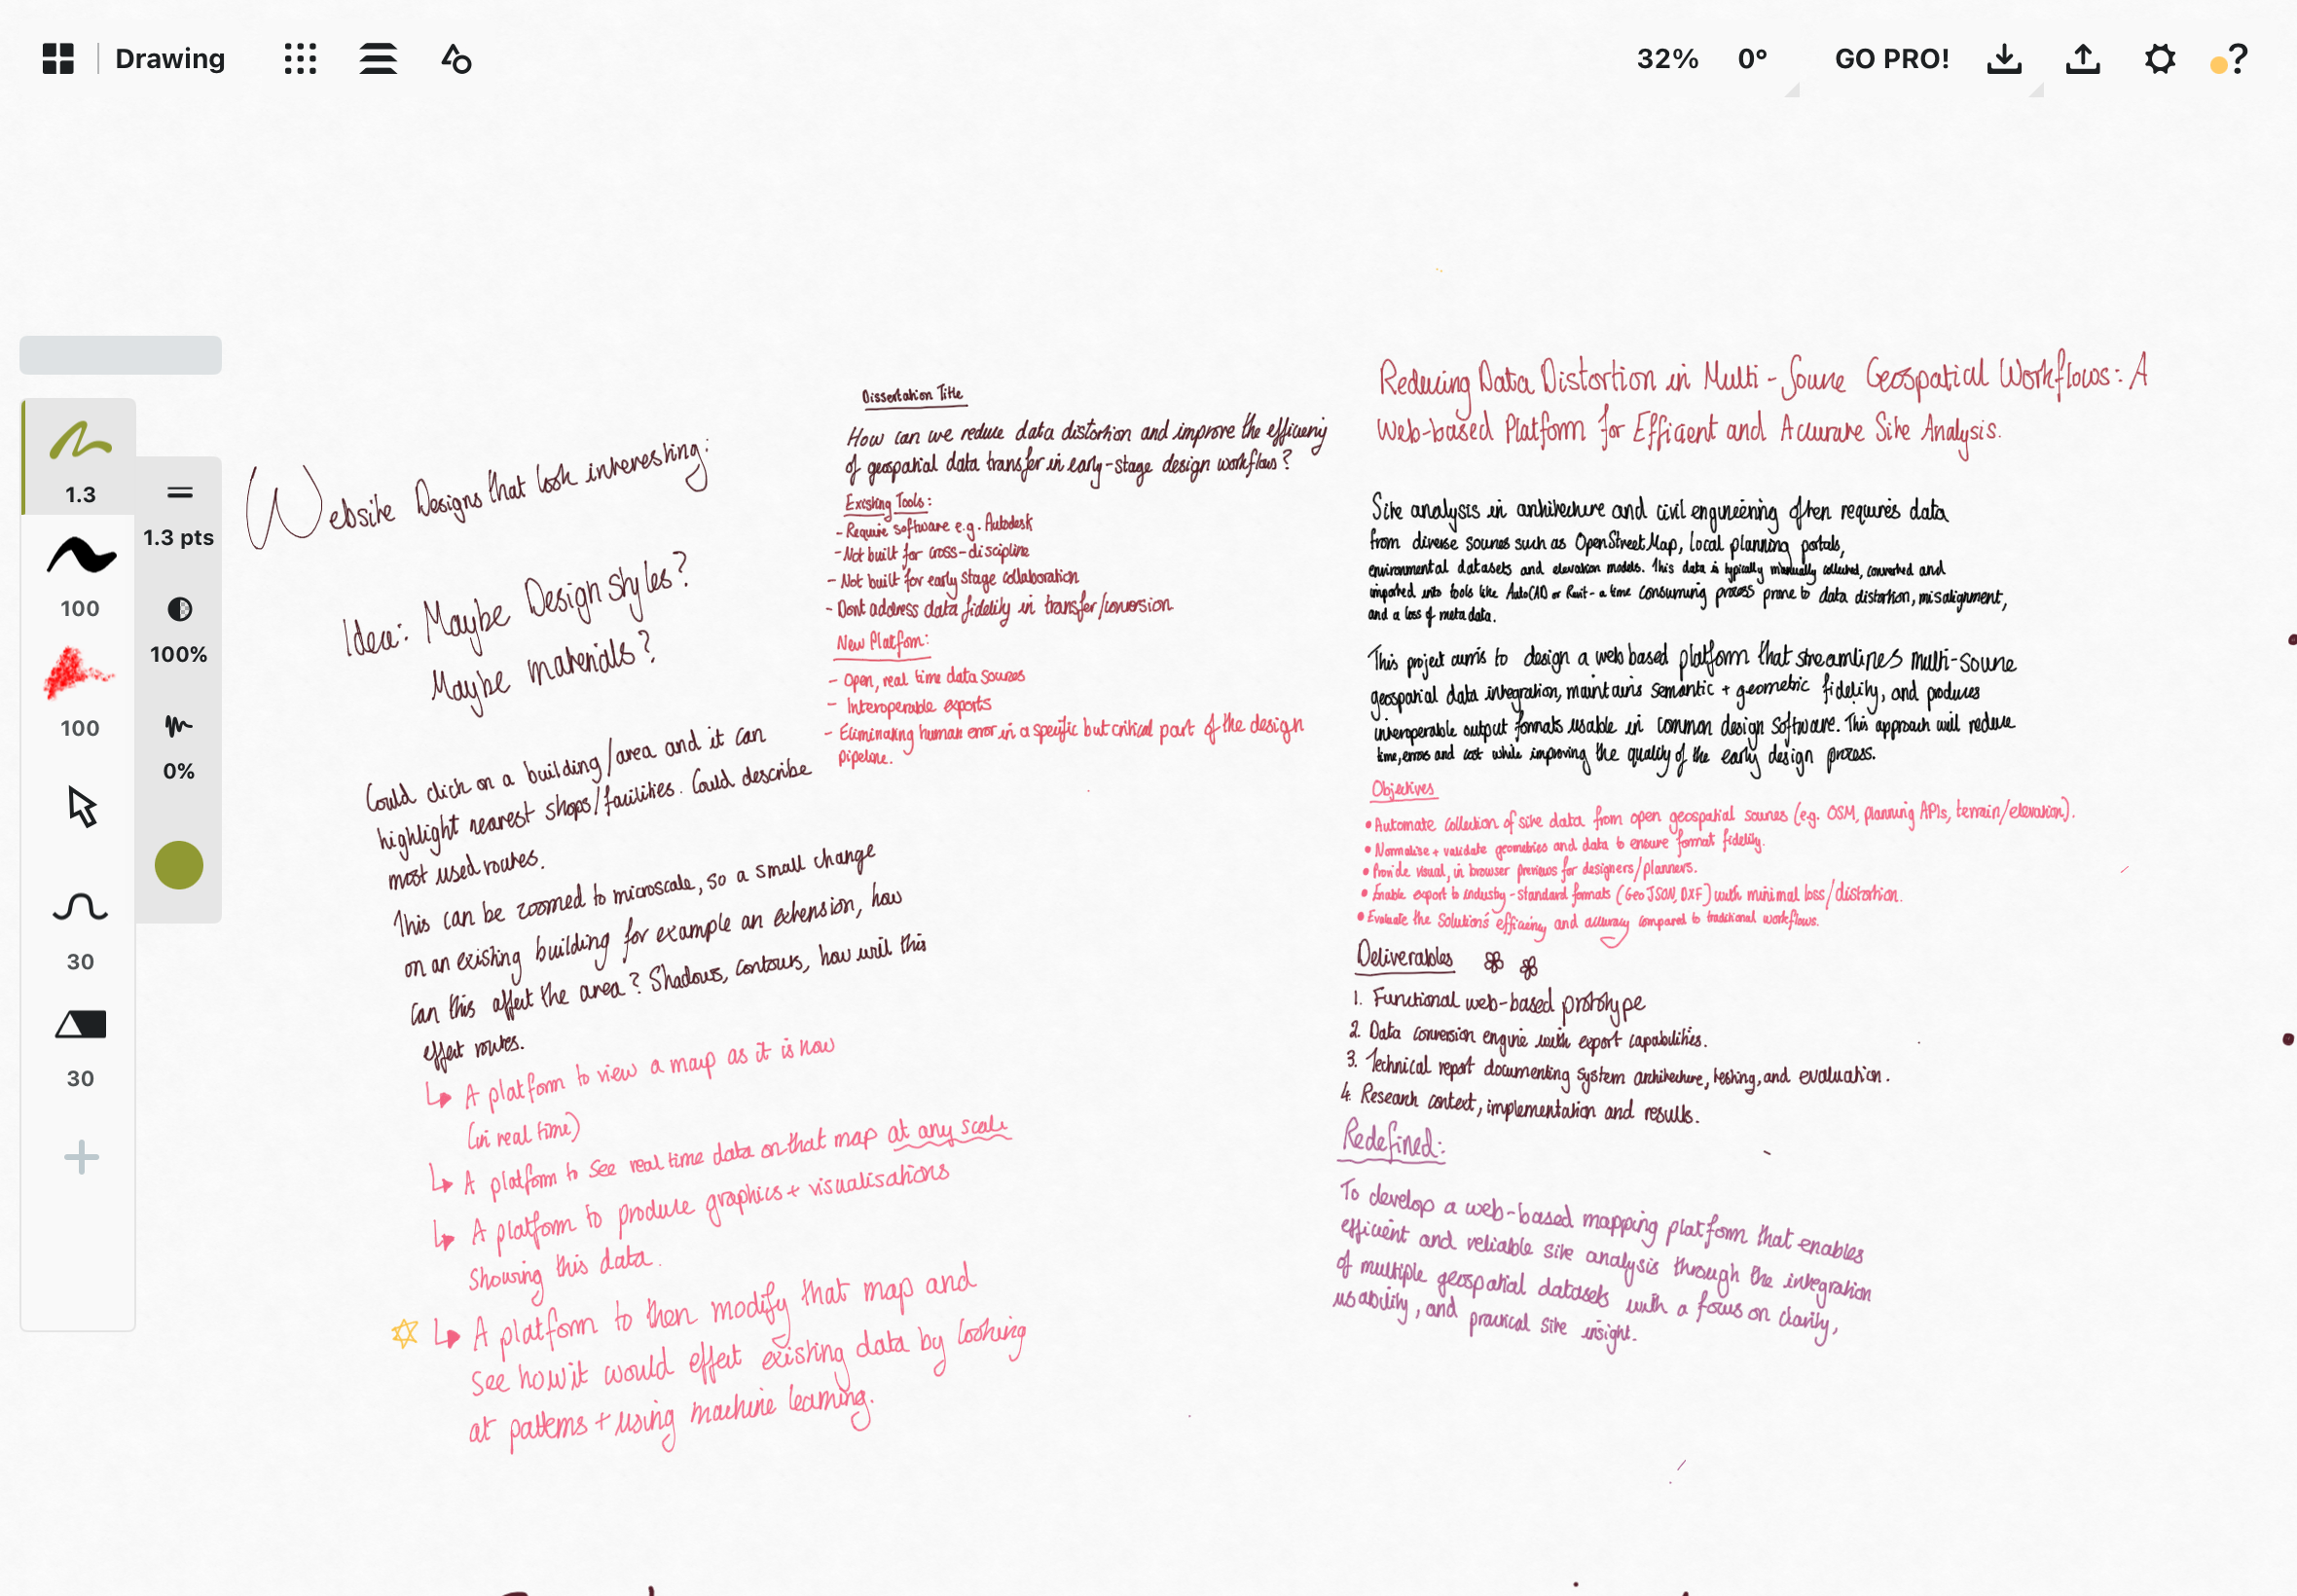 Drawing
32%
0°
GO PRO!
?
1.3
100
100
30
30
1.3 pts
100%
0%
Website Designs that look interesting:
Idea: Maybe Design Styles?
Maybe materials?
Could click on a building/area and it can
highlight nearest shops/facilities. Could describe
most used routes.
This can be zoomed to microscale, so a small change
on an existing building for example an extension, how
can this affect the area? Shadows, contours, how will this
effect routes.
↳ A platform to view a map as it is now
(in real time)
↳ A platform to see real time data on that map at any scale
↳ A platform to produce graphics + visualisations
showing this data.
↳ A platform to then modify that map and
see how it would effect existing data by looking
at patterns + using machine learning.
Dissertation Title
How can we reduce data distortion and improve the efficiency
of geospatial data transfer in early-stage design workflows?
Existing Tools:
- Require software e.g. Autodesk
- Not built for cross-discipline
- Not built for early stage collaboration
- Dont address data fidelity in transfer/conversion
New Platform:
- Open, real time data sources
- Interoperable exports
- Eliminating human error in a specific but critical part of the design
pipeline.
Reducing Data Distortion in Multi-Source Geospatial Workflows: A
Web-based Platform for Efficient and Accurate Site Analysis.
Site analysis in architecture and civil engineering often requires data
from diverse sources such as OpenStreetMap, local planning portals,
environmental datasets and elevation models. This data is typically manually collected, converted and
imported into tools like AutoCAD or Revit - a time consuming process prone to data distortion, misalignment,
and a loss of meta data.
This project aims to design a web based platform that streamlines multi-source
geospatial data integration, maintains semantic + geometric fidelity, and produces
interoperable output formats usable in common design software. This approach will reduce
time, errors and cost while improving the quality of the early design process.
Objectives
• Automate collection of site data from open geospatial sources (e.g. OSM, planning APIs, terrain/elevation).
• Normalise + validate geometries and data to ensure format fidelity.
• Provide visual, in browser previews for designers/planners.
• Enable export to industry-standard formats (GeoJSON, DXF) with minimal loss/distortion.
• Evaluate the solution's efficiency and accuracy compared to traditional workflows.
Deliverables
1. Functional web-based prototype
2. Data conversion engine with export capabilities.
3. Technical report documenting system architecture, testing, and evaluation.
4. Research context, implementation and results.
Redefined:
To develop a web-based mapping platform that enables
efficient and reliable site analysis through the integration
of multiple geospatial datasets with a focus on clarity,
usability, and practical site insight.